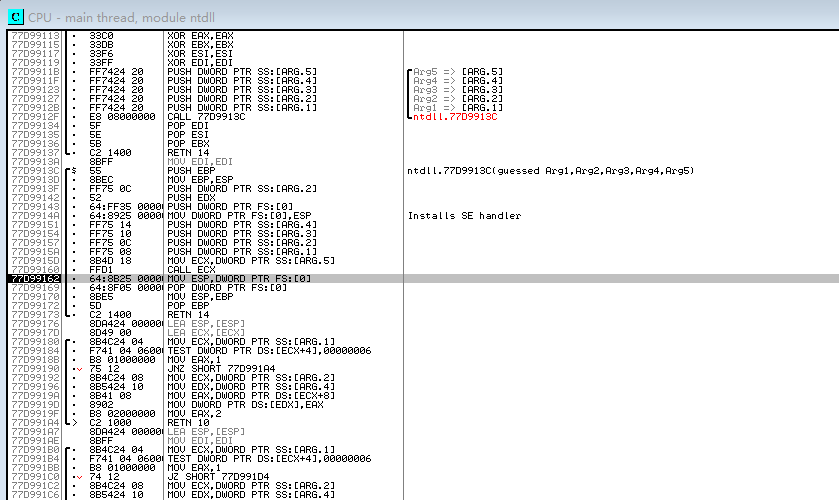 C CPU - main thread, module ntdll
77D99113 · 33C0 XOR EAX,EAX
77D99115 · 33DB XOR EBX,EBX
77D99117 · 33F6 XOR ESI,ESI
77D99119 · 33FF XOR EDI,EDI
77D9911B · FF7424 20 PUSH DWORD PTR SS:[ARG.5] Arg5 => [ARG.5]
77D9911F · FF7424 20 PUSH DWORD PTR SS:[ARG.4] Arg4 => [ARG.4]
77D99123 · FF7424 20 PUSH DWORD PTR SS:[ARG.3] Arg3 => [ARG.3]
77D99127 · FF7424 20 PUSH DWORD PTR SS:[ARG.2] Arg2 => [ARG.2]
77D9912B · FF7424 20 PUSH DWORD PTR SS:[ARG.1] Arg1 => [ARG.1]
77D9912F · E8 08000000 CALL 77D9913C ntdll.77D9913C
77D99134 · 5F POP EDI
77D99135 · 5E POP ESI
77D99136 · 5B POP EBX
77D99137 · C2 1400 RETN 14
77D9913A 8BFF MOV EDI,EDI
77D9913C $ 55 PUSH EBP ntdll.77D9913C(guessed Arg1,Arg2,Arg3,Arg4,Arg5)
77D9913D · 8BEC MOV EBP,ESP
77D9913F · FF75 0C PUSH DWORD PTR SS:[ARG.2]
77D99142 · 52 PUSH EDX
77D99143 · 64:FF35 00000 PUSH DWORD PTR FS:[0]
77D9914A · 64:8925 00000 MOV DWORD PTR FS:[0],ESP Installs SE handler
77D99151 · FF75 14 PUSH DWORD PTR SS:[ARG.4]
77D99154 · FF75 10 PUSH DWORD PTR SS:[ARG.3]
77D99157 · FF75 0C PUSH DWORD PTR SS:[ARG.2]
77D9915A · FF75 08 PUSH DWORD PTR SS:[ARG.1]
77D9915D · 8B4D 18 MOV ECX,DWORD PTR SS:[ARG.5]
77D99160 · FFD1 CALL ECX
77D99162 · 64:8B25 00000 MOV ESP,DWORD PTR FS:[0]
77D99169 · 64:8F05 00000 POP DWORD PTR FS:[0]
77D99170 · 8BE5 MOV ESP,EBP
77D99172 · 5D POP EBP
77D99173 · C2 1400 RETN 14
77D99176 8DA424 00000 LEA ESP,[ESP]
77D9917D 8D49 00 LEA ECX,[ECX]
77D99180 · 8B4C24 04 MOV ECX,DWORD PTR SS:[ARG.1]
77D99184 · F741 04 0600 TEST DWORD PTR DS:[ECX+4],00000006
77D9918B · B8 01000000 MOV EAX,1
77D99190 · 75 12 JNZ SHORT 77D991A4
77D99192 · 8B4C24 08 MOV ECX,DWORD PTR SS:[ARG.2]
77D99196 · 8B5424 10 MOV EDX,DWORD PTR SS:[ARG.4]
77D9919A · 8B41 08 MOV EAX,DWORD PTR DS:[ECX+8]
77D9919D · 8902 MOV DWORD PTR DS:[EDX],EAX
77D9919F · B8 02000000 MOV EAX,2
77D991A4 > C2 1000 RETN 10
77D991A7 8DA424 00000 LEA ESP,[ESP]
77D991AE 8BFF MOV EDI,EDI
77D991B0 · 8B4C24 04 MOV ECX,DWORD PTR SS:[ARG.1]
77D991B4 · F741 04 0600 TEST DWORD PTR DS:[ECX+4],00000006
77D991BB · B8 01000000 MOV EAX,1
77D991C0 · 74 12 JZ SHORT 77D991D4
77D991C2 · 8B4C24 08 MOV ECX,DWORD PTR SS:[ARG.2]
77D991C6 · 8B5424 10 MOV EDX,DWORD PTR SS:[ARG.4]